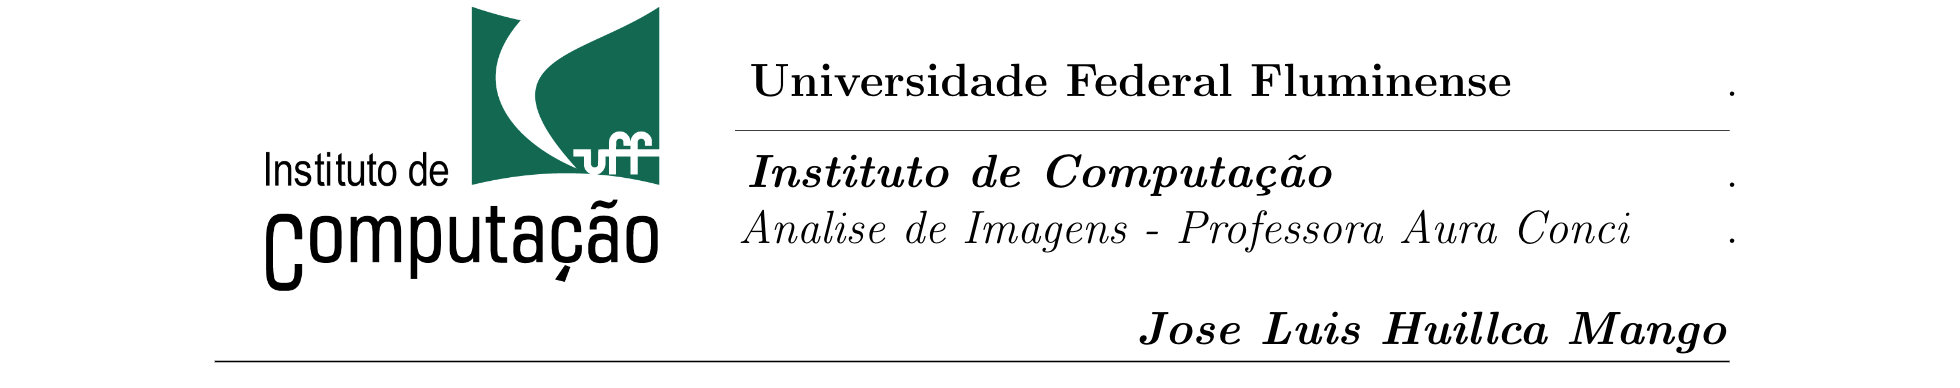 uff
Instituto de
computação
Universidade Federal Fluminense .
Instituto de Computação .
Analise de Imagens - Professora Aura Conci .
Jose Luis Huillca Mango